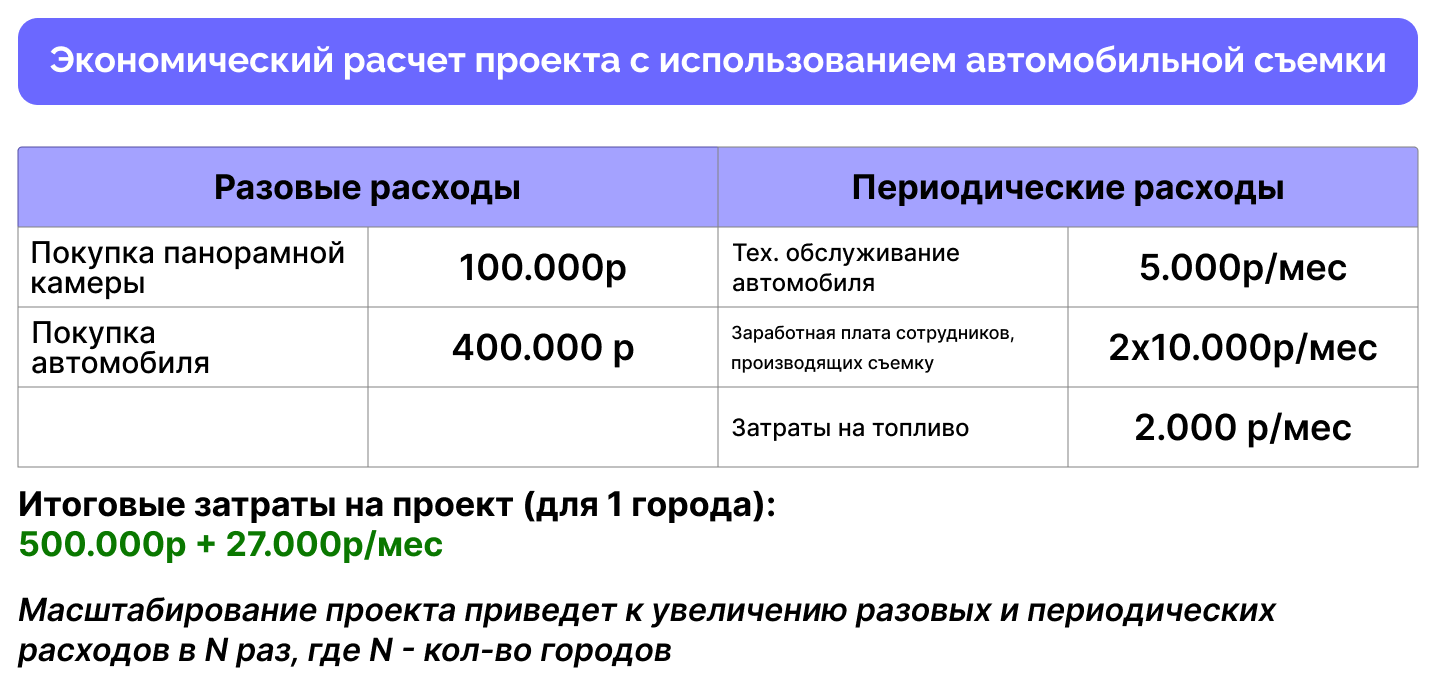 Экономический расчет проекта с использованием автомобильной съемки
Разовые расходы
Периодические расходы
Покупка панорамной
камеры
100.000р
Тех. обслуживание
автомобиля
5.000р/мес
Покупка
автомобиля
400.000 р
Заработная плата сотрудников,
производящих съемку
2x10.000р/мес
Затраты на топливо
2.000 р/мес
Итоговые затраты на проект (для 1 города):
500.000р + 27.000р/мес
Масштабирование проекта приведет к увеличению разовых и периодических
расходов в N раз, где N - кол-во городов